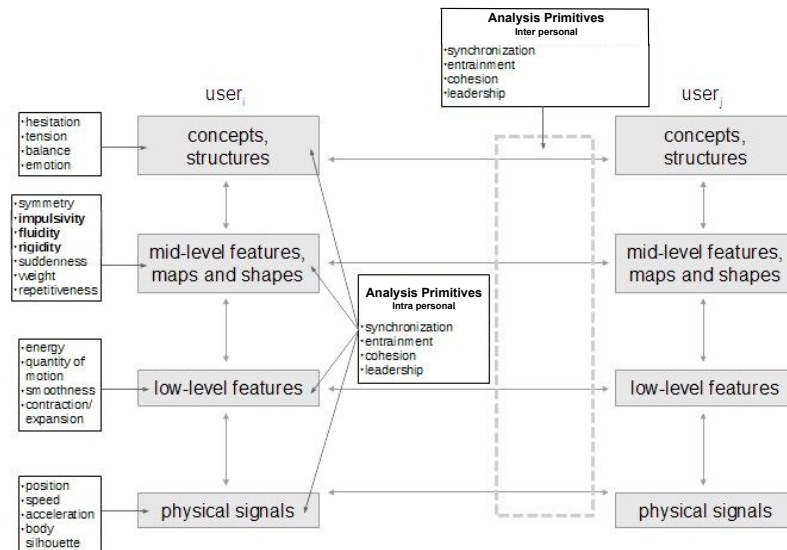 Analysis Primitives
Inter personal
•synchronization
•entrainment
•cohesion
•leadership
user i
user j
•hesitation
•tension
•balance
•emotion
concepts,
structures
concepts,
structures
•symmetry
•impulsivity
•fluidity
•rigidity
•suddenness
•weight
•repetitiveness
mid-level features,
maps and shapes
mid-level features,
maps and shapes
Analysis Primitives
Intra personal
•synchronization
•entrainment
•cohesion
•leadership
•energy
•quantity of
motion
•smoothness
•contraction/
expansion
low-level features
low-level features
•position
•speed
•acceleration
•body
silhouette
physical signals
physical signals